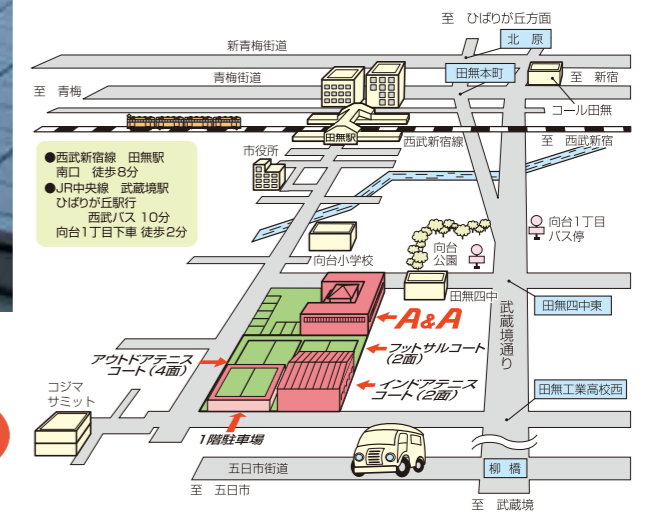 至 ひばりが丘方面
北 原
新青梅街道
田無本町
青梅街道
至 新宿
至 青梅
コール田無
田無駅
西武新宿線
至 西武新宿
市役所
●西武新宿線 田無駅
南口 徒歩8分
●JR中央線 武蔵境駅
ひばりが丘駅行
西武バス 10分
向台1丁目下車 徒歩2分
向台1丁目
バス停
向台
公園
向台小学校
田無四中
田無四中東
武蔵境通り
A&A
フットサルコート
(2面)
アウトドアテニス
コート(4面)
インドアテニス
コート(2面)
田無工業高校西
コジマ
サミット
1階駐車場
五日市街道
柳 橋
至 五日市
至 武蔵境